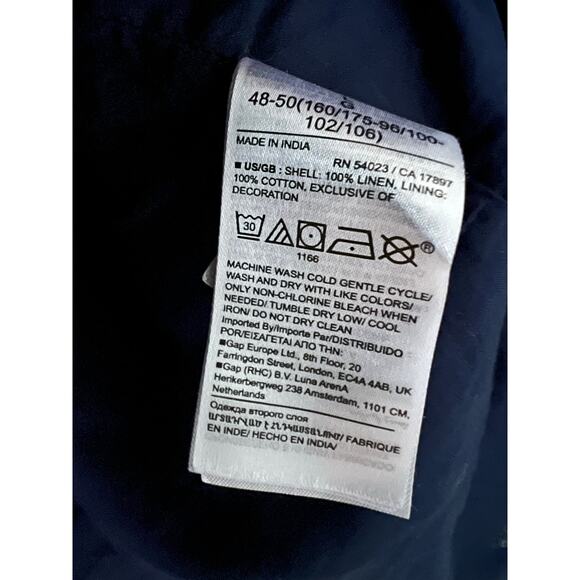 G
48-50(160/175-96/100-
102/106)
MADE IN INDIA
RN 54023 / CA 17897
■ US/GB : SHELL: 100% LINEN, LINING:
100% COTTON, EXCLUSIVE OF
DECORATION
30
®
1166
MACHINE WASH COLD GENTLE CYCLE/
WASH AND DRY WITH LIKE COLORS/
ONLY NON-CHLORINE BLEACH WHEN
NEEDED/ TUMBLE DRY LOW/ COOL
IRON/ DO NOT DRY CLEAN
Imported By/Importe Par/DISTRIBUIDO
POR/ΕΙΣΑΓΕΤΑΙ ΑΠΟ ΤΗΝ:
■Gap Europe Ltd., 8th Floor, 20
Farringdon Street, London, EC4A 4AB, UK
■Gap (RHC) B.V. Luna ArenA
Herikerbergweg 238 Amsterdam, 1101 CM,
Netherlands
Одежда второго слоя
ԱՐՏԱԴՐՎԱԾ Է ՀՆԴԿԱՍՏԱՆՈՒՄ/ FABRIQUE
EN INDE/ HECHO EN INDIA/